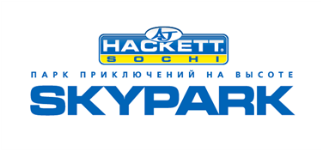 AJ
HACKETT
SOCHI
ПАРК ПРИКЛЮЧЕНИЙ НА ВЫСОТЕ
SKYPARK